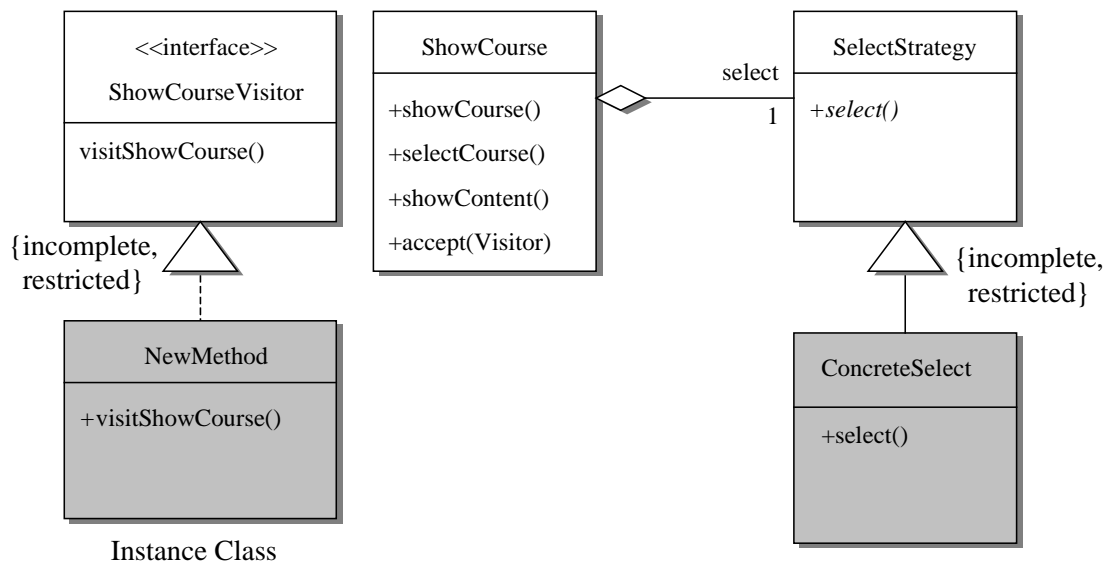 <<interface>>
ShowCourseVisitor
visitShowCourse()
{incomplete,
restricted}
NewMethod
+visitShowCourse()
Instance Class
ShowCourse
+showCourse()
+selectCourse()
+showContent()
+accept(Visitor)
select
1
SelectStrategy
+select()
{incomplete,
restricted}
ConcreteSelect
+select()